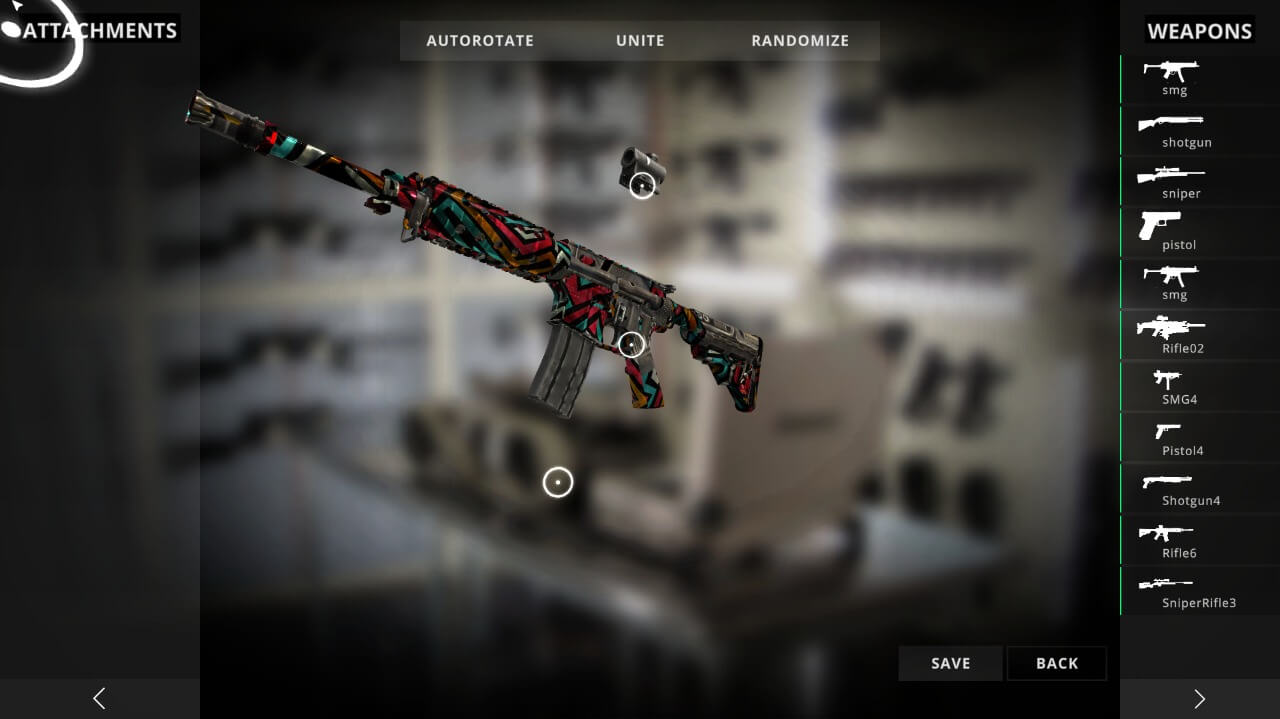 ATTACHMENTS
AUTOROTATE
UNITE
RANDOMIZE
WEAPONS
smg
shotgun
sniper
pistol
smg
Rifle02
SMG4
Pistol4
Shotgun4
Rifle6
SniperRifle3
SAVE
BACK